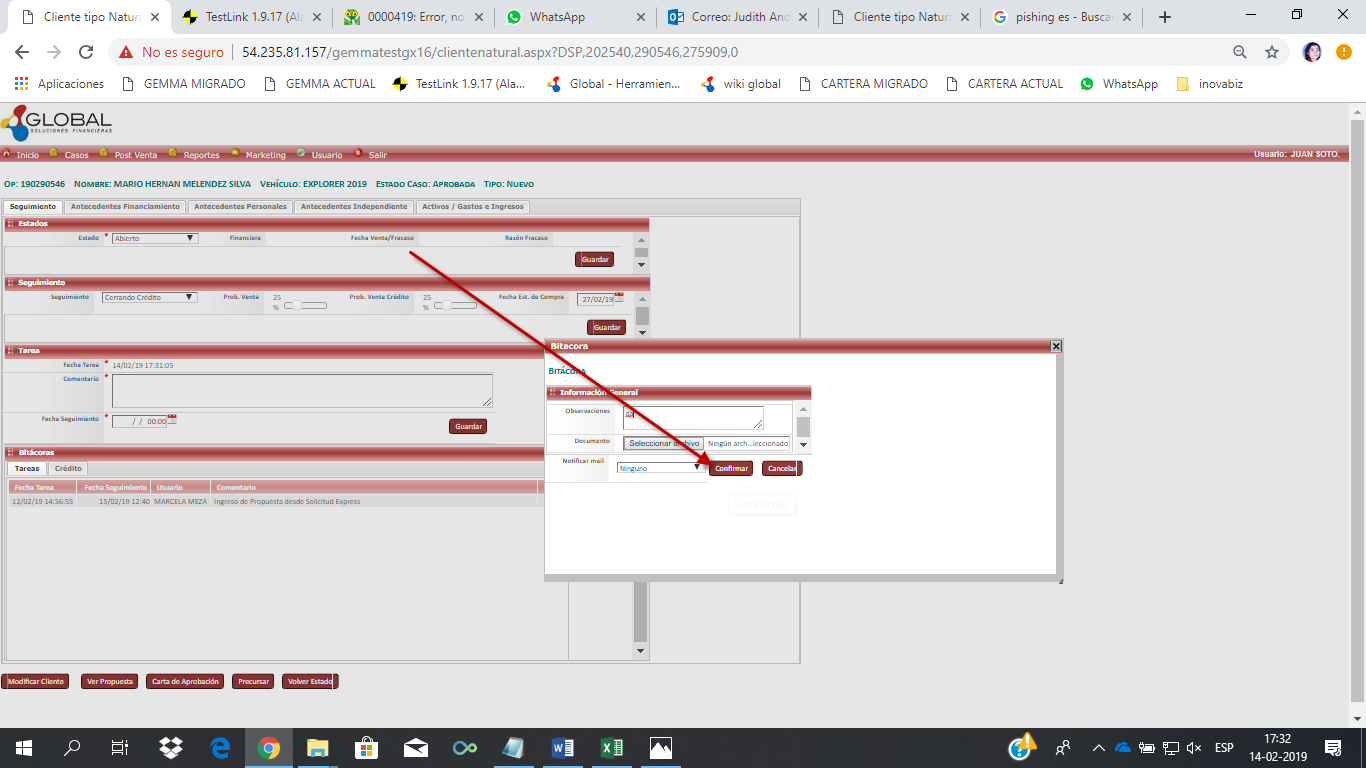 Cliente tipo Natura
TestLink 1.9.17 (Ala
0000419: Error, no
WhatsApp
Correo: Judith And
Cliente tipo Natura
pishing es - Buscar
No es seguro
54.235.81.157/gemmatestgx16/clientenatural.aspx?DSP,202540,290546,275909,0
Aplicaciones
GEMMA MIGRADO
GEMMA ACTUAL
TestLink 1.9.17 (Ala...
Global - Herramien...
wiki global
CARTERA MIGRADO
CARTERA ACTUAL
WhatsApp
inovabiz
GLOBAL
SOLUCIONES FINANCIERAS
Inicio
Casos
Post Venta
Reportes
Marketing
Usuario
Salir
Usuario: JUAN SOTO.
OP: 190290546 NOMBRE: MARIO HERNAN MELENDEZ SILVA VEHÍCULO: EXPLORER 2019 ESTADO CASO: APROBADA TIPO: NUEVO
Seguimiento
Antecedentes Financiamiento
Antecedentes Personales
Antecedentes Independiente
Activos / Gastos e Ingresos
Estados
Estado * Abierto
Financiera
Fecha Venta/Fracaso
Razón Fracaso
Guardar
Seguimiento
Seguimiento Cerrando Crédito
Prob. Venta 25
%
Prob. Venta Crédito 25
%
Fecha Est. de Compra 27/02/19
Guardar
Tarea
Fecha Tarea * 14/02/19 17:31:05
Comentario *
Fecha Seguimiento * / / 00:00
Guardar
Bitácoras
Tareas
Crédito
Fecha Tarea Fecha Seguimiento Usuario Comentario
12/02/19 14:56:55 15/02/19 12:40 MARCELA MEZA Ingreso de Propuesta desde Solicitud Express
Bitacora
BITÁCORA
Información General
Observaciones
Documento Seleccionar archivo Ningún arch...leccionado
Notificar mail Ninguno
Confirmar
Cancelar
Confirmar
Modificar Cliente
Ver Propuesta
Carta de Aprobación
Precursar
Volver Estado
ESP
17:32
14-02-2019